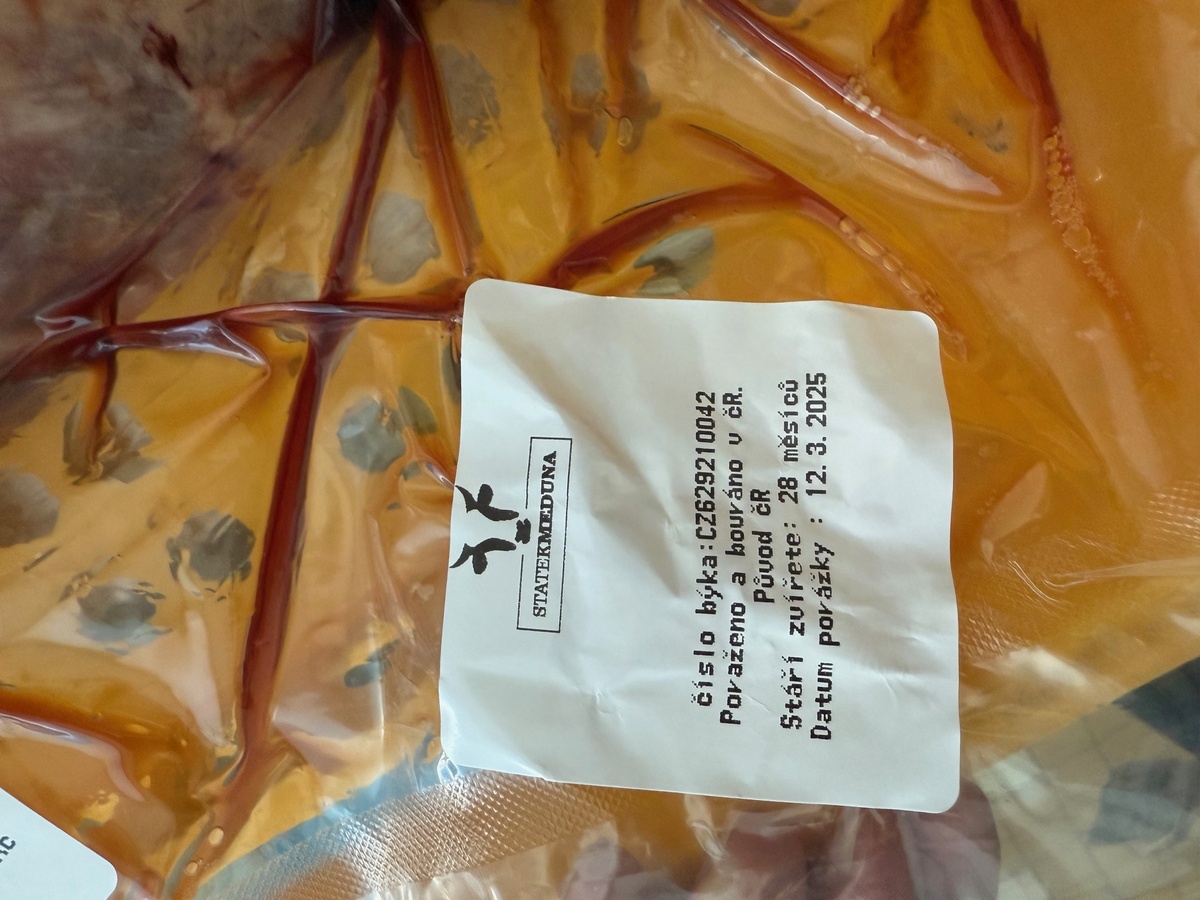 STATEKMEDUNA
Číslo býka:CZ629210042
Poraženo a bouráno v ČR.
Původ ČR
Stáří zvířete: 28 měsíců
Datum porážky : 12. 3. 2025